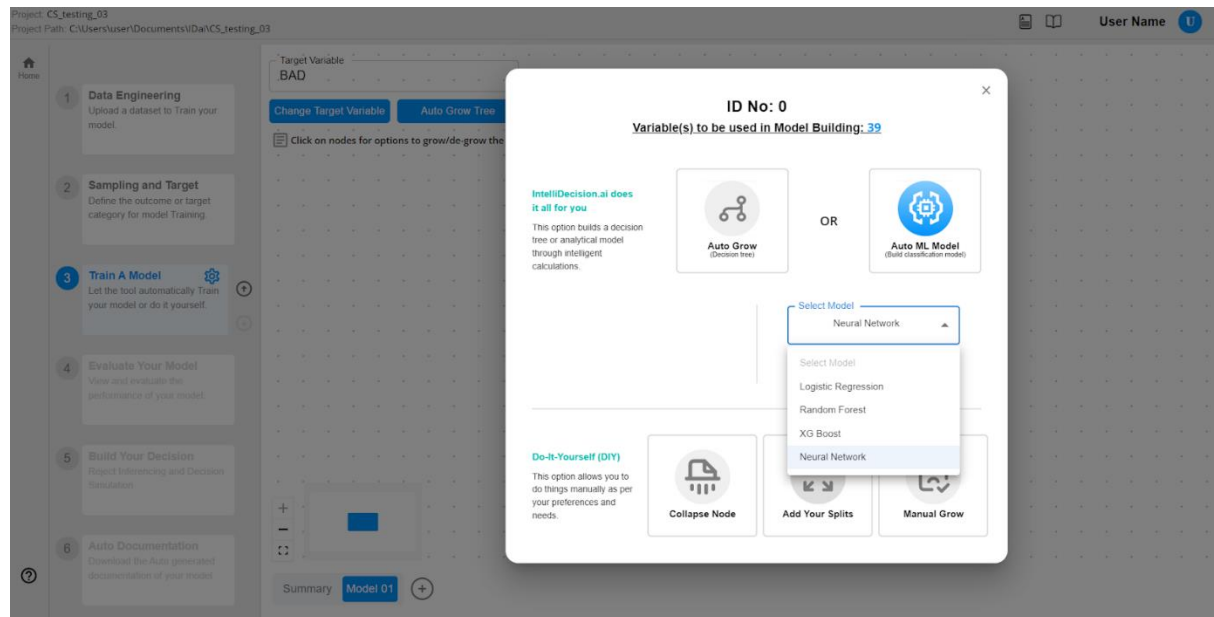 Project: CS_testing_03
Project Path: C:\Users\user\Documents\IDai\CS_testing_03
User Name
U
Home
1
Data Engineering
Upload a dataset to Train your
model.
2
Sampling and Target
Define the outcome or target
category for model Training.
3
Train A Model
Let the tool automatically Train
your model or do it yourself.
4
Evaluate Your Model
View and evaluate the
performance of your model.
5
Build Your Decision
Reject Inferencing and Decision
Simulation
6
Auto Documentation
Download the Auto generated
documentation of your model
Target Variable
BAD
Change Target Variable
Auto Grow Tree
Click on nodes for options to grow/de-grow the
Summary
Model 01
ID No: 0
Variable(s) to be used in Model Building: 39
IntelliDecision.ai does
it all for you
This option builds a decision
tree or analytical model
through intelligent
calculations.
Auto Grow
(Decision tree)
OR
Auto ML Model
(Build classification model)
Select Model
Neural Network
Select Model
Logistic Regression
Random Forest
XG Boost
Neural Network
Do-It-Yourself (DIY)
This option allows you to
do things manually as per
your preferences and
needs.
Collapse Node
Add Your Splits
Manual Grow